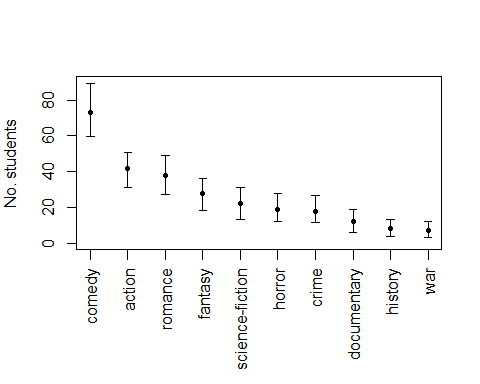 No. students
80
60
40
20
0
comedy
action
romance
fantasy
science-fiction
horror
crime
documentary
history
war